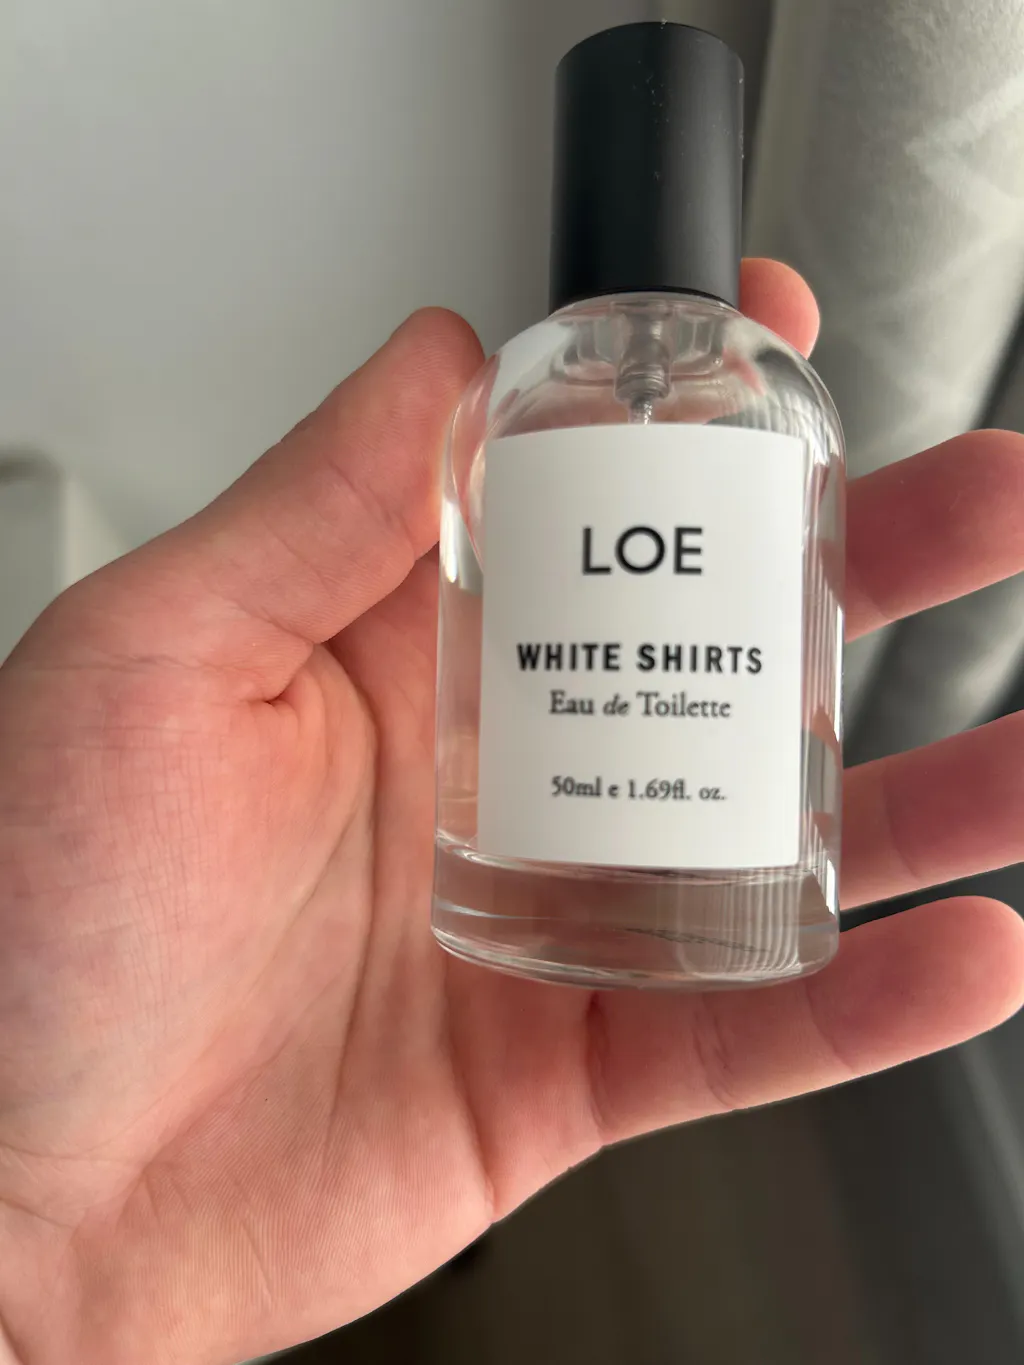 LOE
WHITE SHIRTS
Eau de Toilette
50ml e 1.69fl. oz.